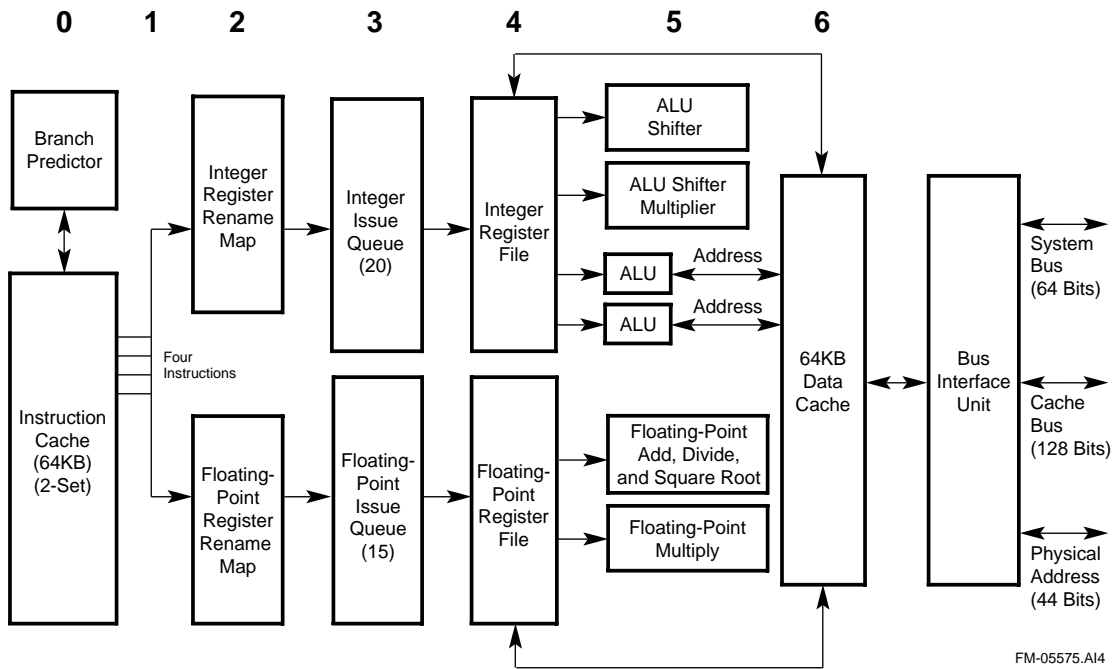 0 1 2 3 4 5 6
Branch
Predictor
Instruction
Cache
(64KB)
(2-Set)
Four
Instructions
Integer
Register
Rename
Map
Floating-
Point
Register
Rename
Map
Integer
Issue
Queue
(20)
Floating-
Point
Issue
Queue
(15)
Integer
Register
File
Floating-
Point
Register
File
ALU
Shifter
ALU Shifter
Multiplier
ALU
Address
ALU
Address
Floating-Point
Add, Divide,
and Square Root
Floating-Point
Multiply
64KB
Data
Cache
Bus
Interface
Unit
System
Bus
(64 Bits)
Cache
Bus
(128 Bits)
Physical
Address
(44 Bits)
FM-05575.AI4